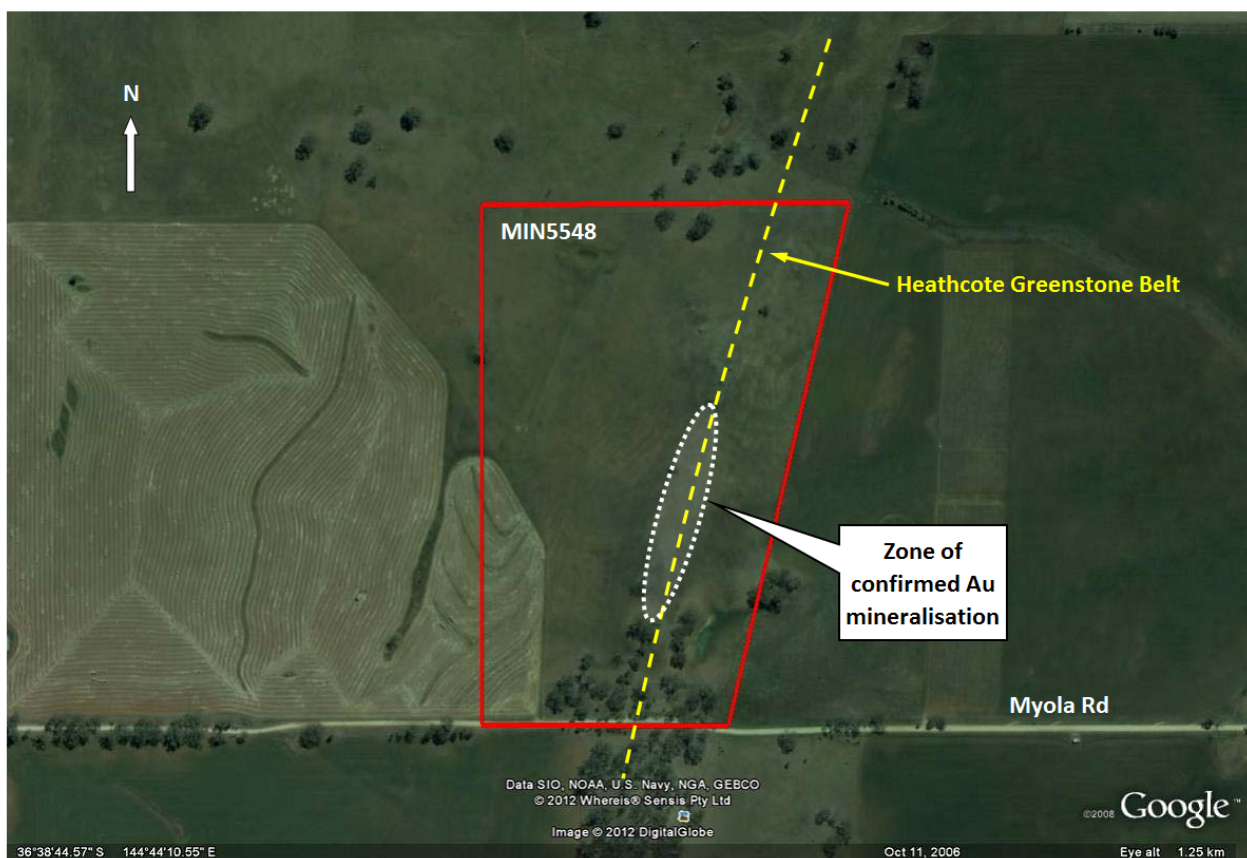 N
MIN5548
Heathcote Greenstone Belt
Zone of
confirmed Au
mineralisation
Myola Rd
Data SIO, NOAA, U.S. Navy, NGA, GEBCO
© 2012 Whereis® Sensis Pty Ltd
Image © 2012 DigitalGlobe
©2008 Google™
36°38'44.57" S 144°44'10.55" E
Oct 11, 2006
Eye alt 1.25 km